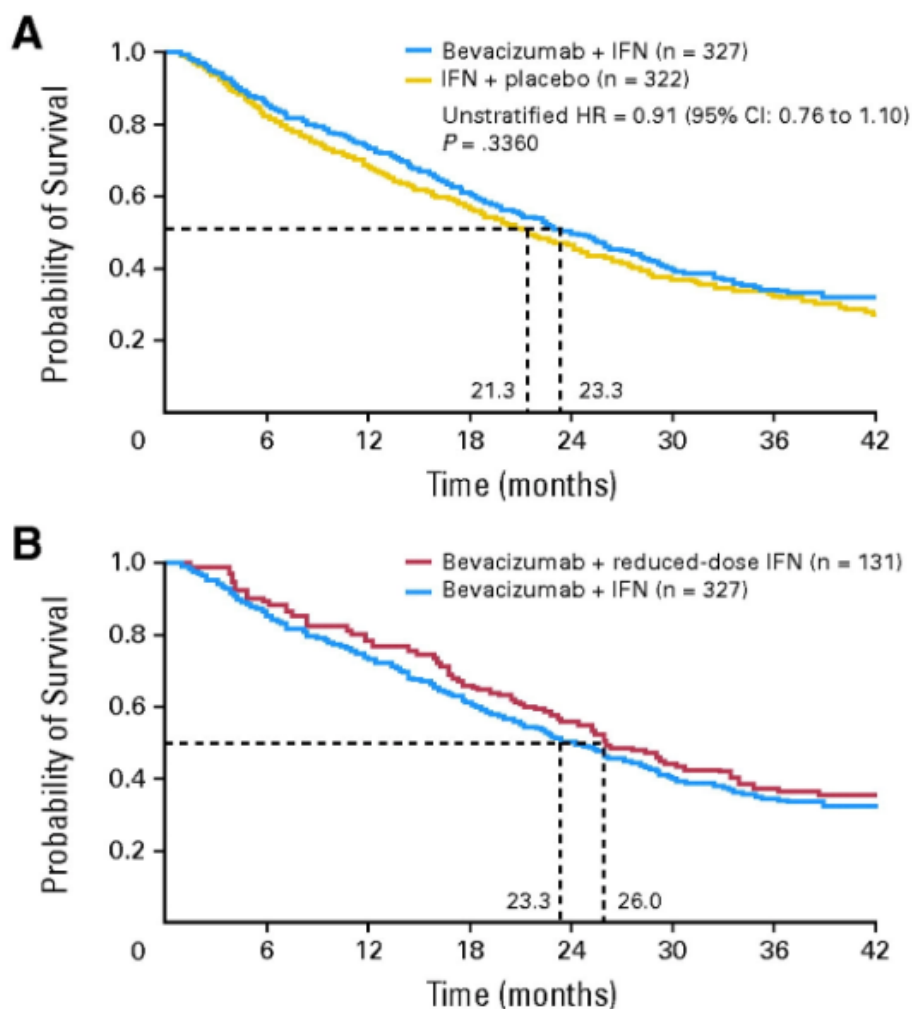 A
Bevacizumab + IFN (n = 327)
IFN + placebo (n = 322)
Unstratified HR = 0.91 (95% CI: 0.76 to 1.10)
P = .3360
Probability of Survival
1.0
0.8
0.6
0.4
0.2
21.3 23.3
0 6 12 18 24 30 36 42
Time (months)
B
Bevacizumab + reduced-dose IFN (n = 131)
Bevacizumab + IFN (n = 327)
Probability of Survival
1.0
0.8
0.6
0.4
0.2
23.3 26.0
0 6 12 18 24 30 36 42
Time (months)